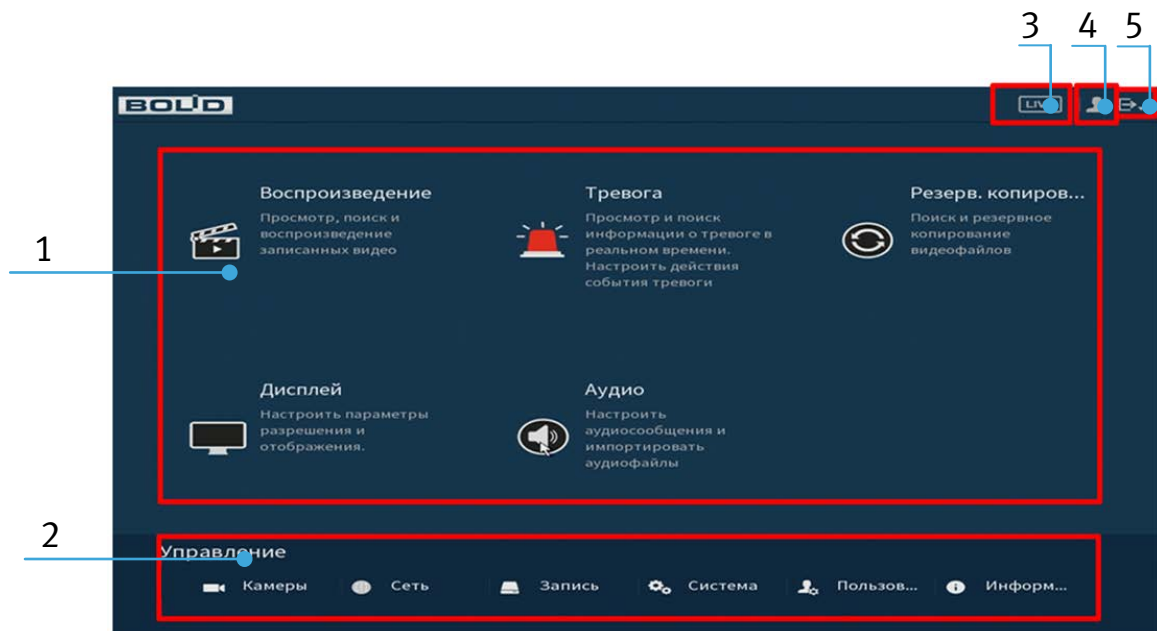 3 4 5
BOLID
LIVE
Воспроизведение
Просмотр, поиск и
воспроизведение
записанных видео
Тревога
Просмотр и поиск
информации о тревоге в
реальном времени.
Настроить действия
события тревоги
Резерв. копиров...
Поиск и резервное
копирование
видеофайлов
1
Дисплей
Настроить параметры
разрешения и
отображения.
Аудио
Настроить
аудиосообщения и
импортировать
аудиофайлы
2
Управление
Камеры Сеть Запись Система Пользов... Информ...